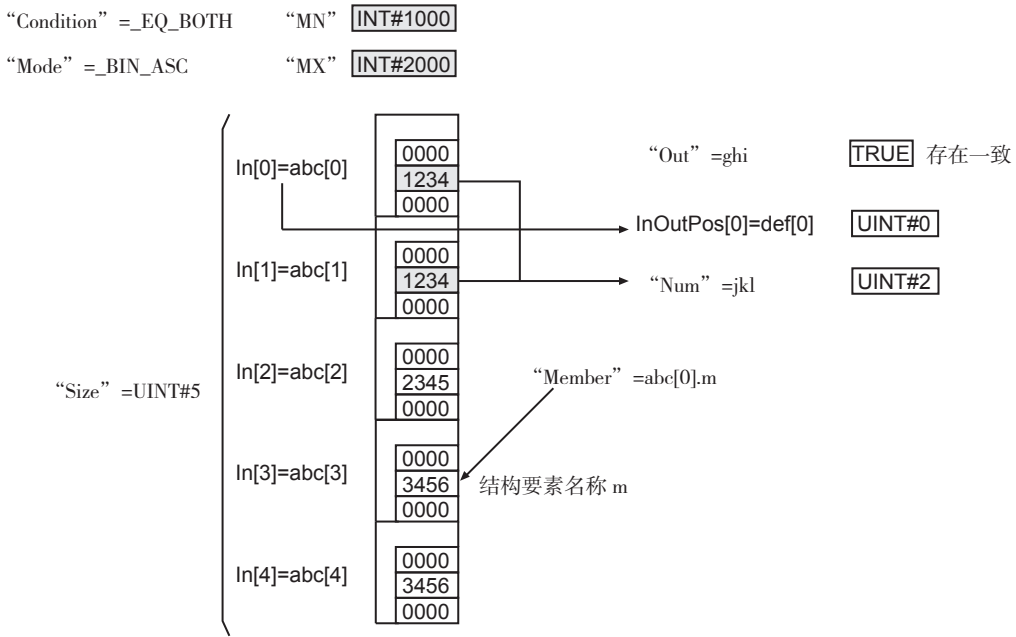 “Condition”=_EQ_BOTH “MN” INT#1000
“Mode”=_BIN_ASC “MX” INT#2000
In[0]=abc[0] 0000 “Out”=ghi TRUE 存在一致
1234
0000
InOutPos[0]=def[0] UINT#0
In[1]=abc[1] 0000
1234 “Num”=jkl UINT#2
0000
In[2]=abc[2] 0000
“Size”=UINT#5 2345 “Member”=abc[0].m
0000
In[3]=abc[3] 0000
3456 结构要素名称 m
0000
In[4]=abc[4] 0000
3456
0000